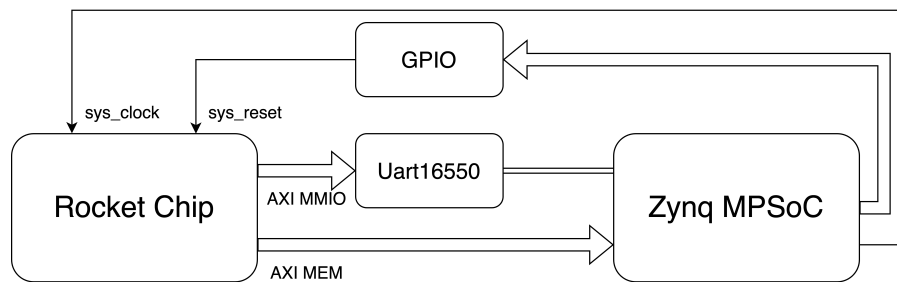 GPIO
sys_clock
sys_reset
Rocket Chip
Uart16550
Zynq MPSoC
AXI MMIO
AXI MEM